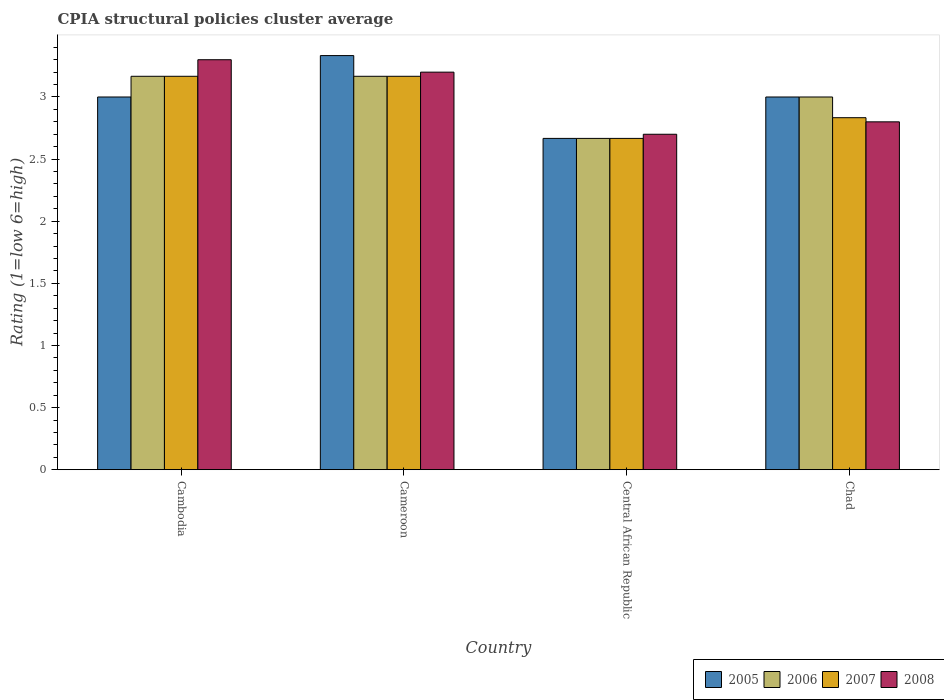 CPIA structural policies cluster average
Rating (1=low 6=high)
3
2.5
2
1.5
1
0.5
0
Cambodia
Cameroon
Central African Republic
Chad
Country
2005
2006
2007
2008